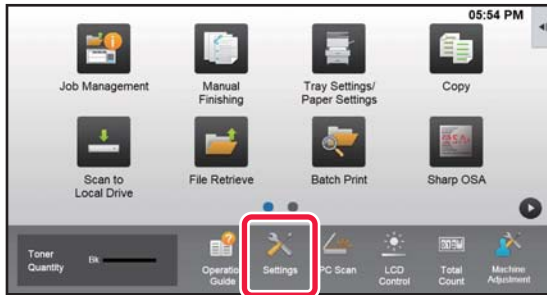 05:54 PM
Job Management
Manual
Finishing
Tray Settings/
Paper Settings
Copy
Scan to
Local Drive
File Retrieve
Batch Print
Sharp OSA
Toner
Quantity
Bk
Operation
Guide
Settings
PC Scan
LCD
Control
Total
Count
Machine
Adjustment